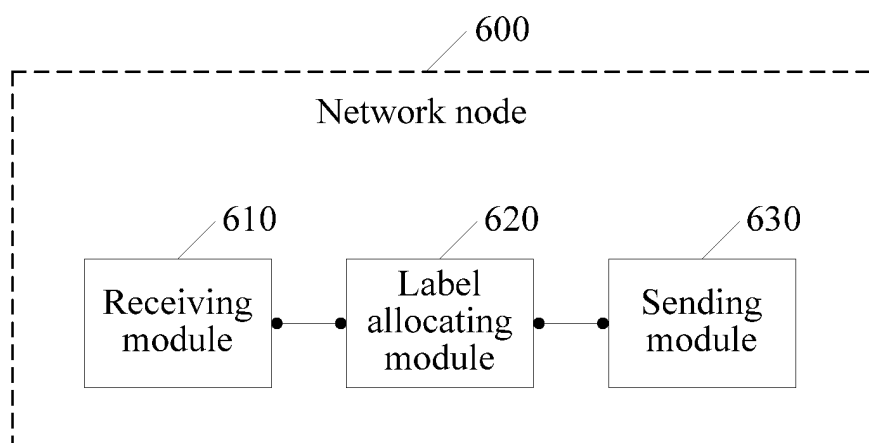 600
Network node
610
620
630
Receiving
module
Label
allocating
module
Sending
module